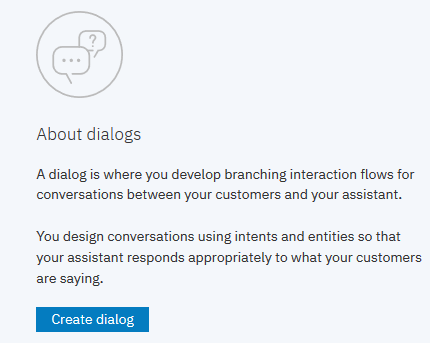 ?
About dialogs
A dialog is where you develop branching interaction flows for
conversations between your customers and your assistant.
You design conversations using intents and entities so that
your assistant responds appropriately to what your customers
are saying.
Create dialog